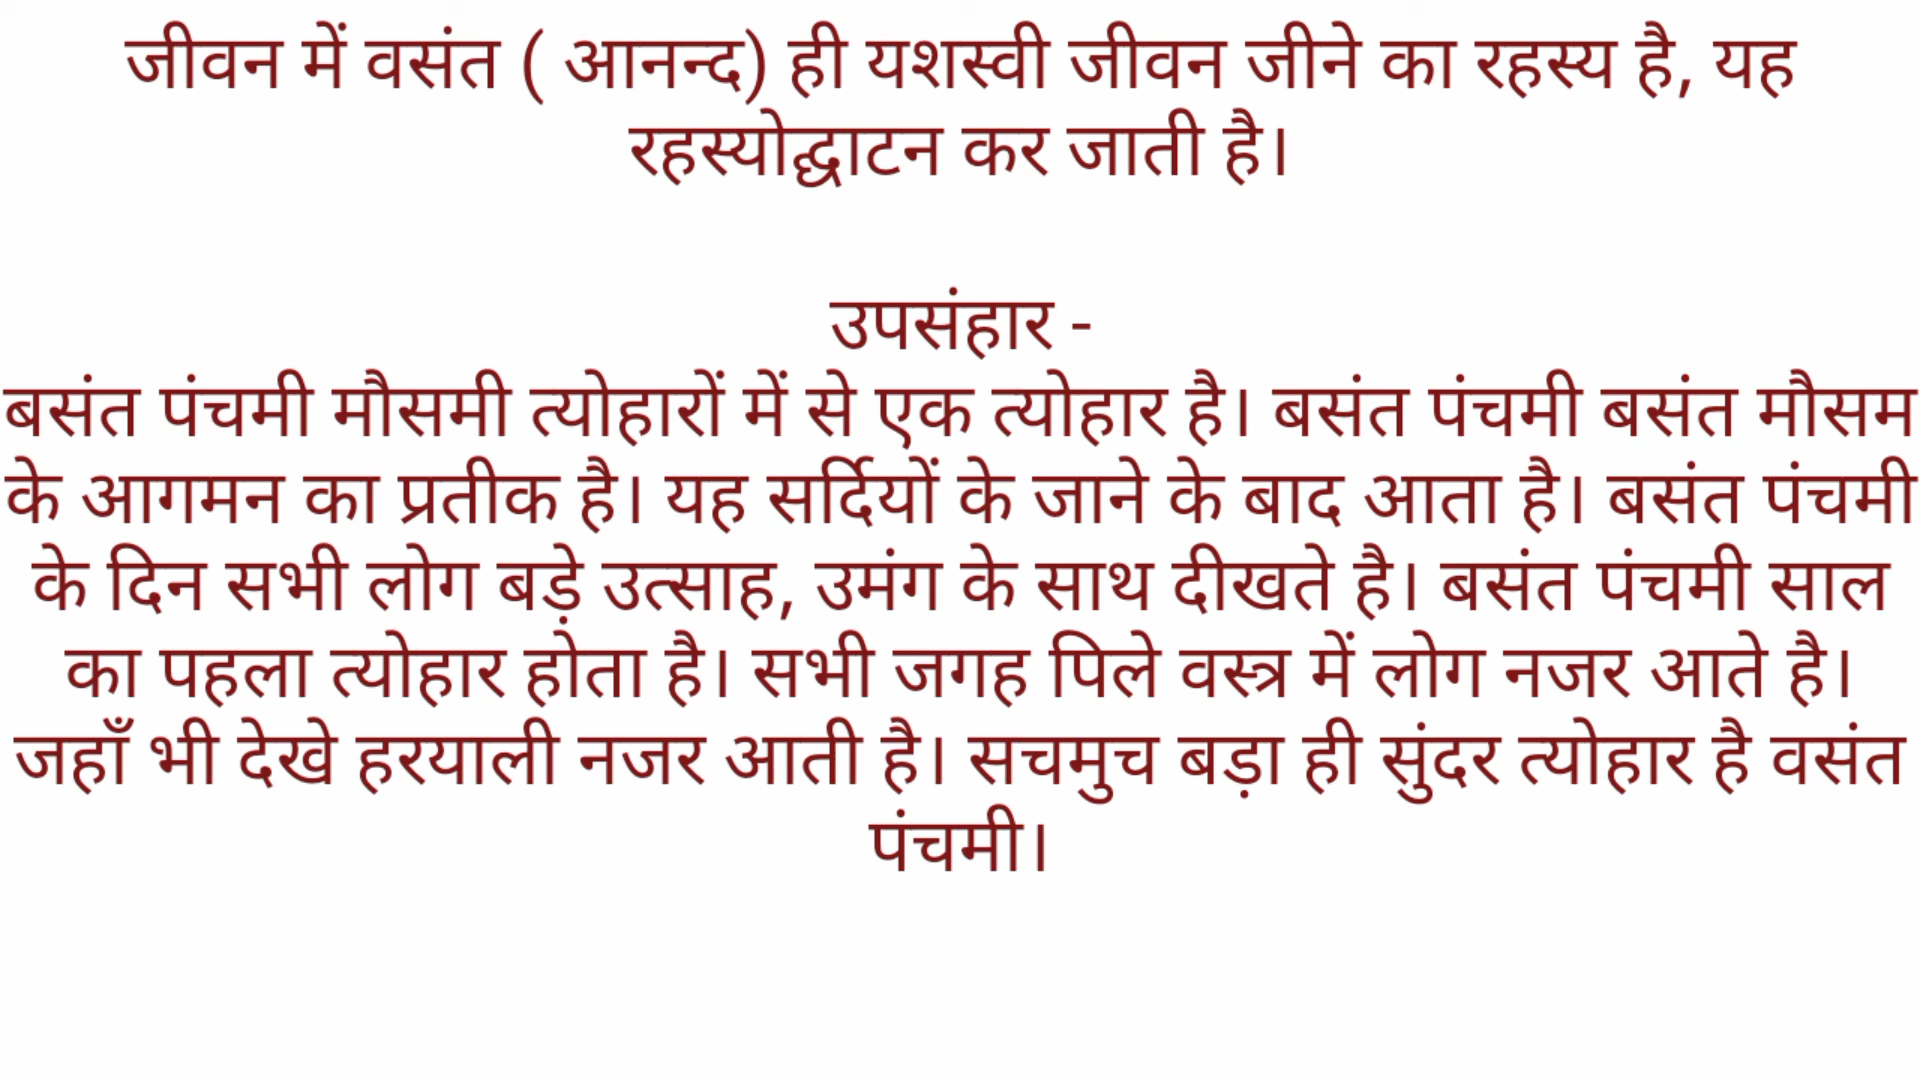 जीवन में वसंत ( आनन्द) ही यशस्वी जीवन जीने का रहस्य है, यह
रहस्योद्घाटन कर जाती है।
उपसंहार -
बसंत पंचमी मौसमी त्योहारों में से एक त्योहार है। बसंत पंचमी बसंत मौसम
के आगमन का प्रतीक है। यह सर्दियों के जाने के बाद आता है। बसंत पंचमी
के दिन सभी लोग बड़े उत्साह, उमंग के साथ दीखते है। बसंत पंचमी साल
का पहला त्योहार होता है। सभी जगह पिले वस्त्र में लोग नजर आते है।
जहाँ भी देखे हरयाली नजर आती है। सचमुच बड़ा ही सुंदर त्योहार है वसंत
पंचमी।